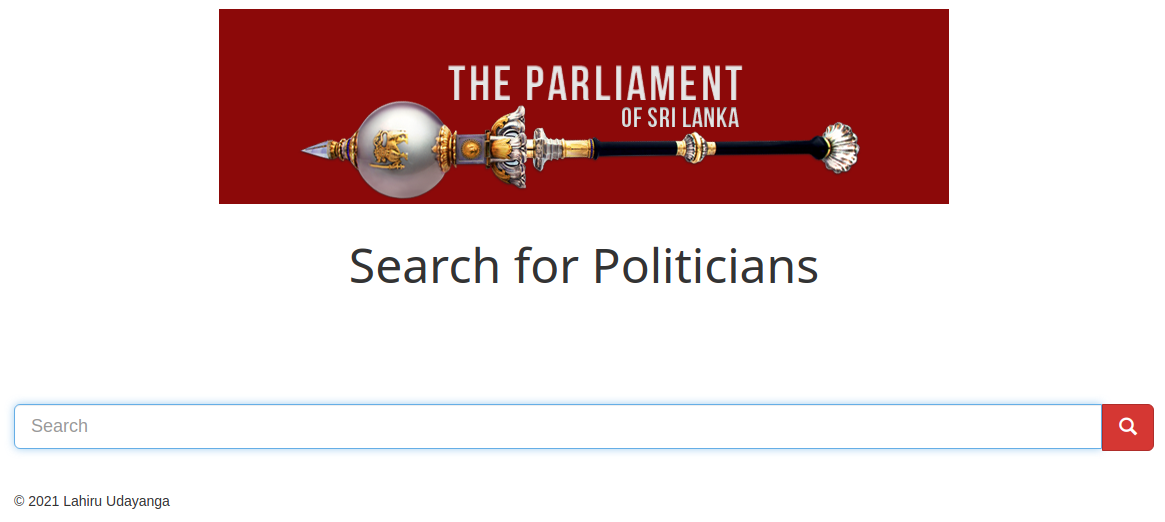 THE PARLIAMENT
OF SRI LANKA
Search for Politicians
Search
© 2021 Lahiru Udayanga